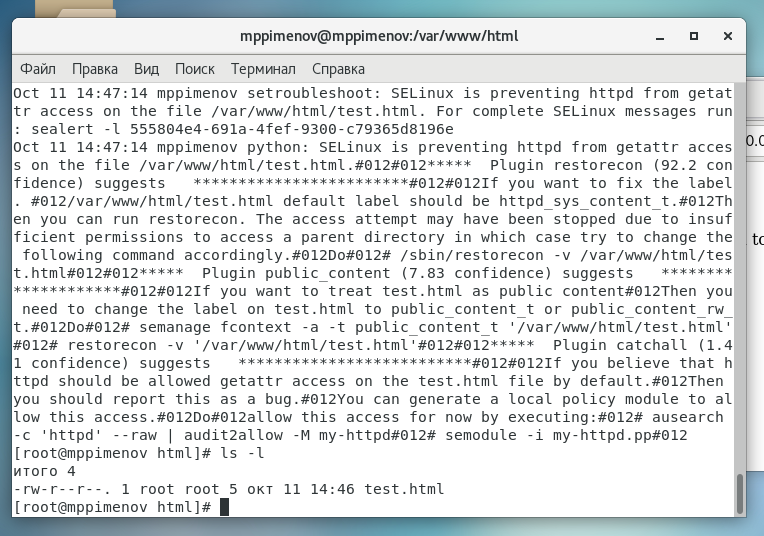 mppimenov@mppimenov:/var/www/html
Файл Правка Вид Поиск Терминал Справка
Oct 11 14:47:14 mppimenov setroubleshoot: SELinux is preventing httpd from getat
tr access on the file /var/www/html/test.html. For complete SELinux messages run
: sealert -l 555804e4-691a-4fef-9300-c79365d8196e
Oct 11 14:47:14 mppimenov python: SELinux is preventing httpd from getattr acces
s on the file /var/www/html/test.html.#012#012*****  Plugin restorecon (92.2 con
fidence) suggests   ************************#012#012If you want to fix the label
. #012/var/www/html/test.html default label should be httpd_sys_content_t.#012Th
en you can run restorecon. The access attempt may have been stopped due to insuf
ficient permissions to access a parent directory in which case try to change the
 following command accordingly.#012Do#012# /sbin/restorecon -v /var/www/html/tes
t.html#012#012*****  Plugin public_content (7.83 confidence) suggests   ********
********************#012#012If you want to treat test.html as public content#012Then you
 need to change the label on test.html to public_content_t or public_content_rw_
t.#012Do#012# semanage fcontext -a -t public_content_t '/var/www/html/test.html'
#012# restorecon -v '/var/www/html/test.html'#012#012*****  Plugin catchall (1.4
1 confidence) suggests   **************************#012#012If you believe that h
ttpd should be allowed getattr access on the test.html file by default.#012Then 
you should report this as a bug.#012You can generate a local policy module to al
low this access.#012Do#012allow this access for now by executing:#012# ausearch 
-c 'httpd' --raw | audit2allow -M my-httpd#012# semodule -i my-httpd.pp#012
[root@mppimenov html]# ls -l
итого 4
-rw-r--r--. 1 root root 5 окт 11 14:46 test.html
[root@mppimenov html]#
to